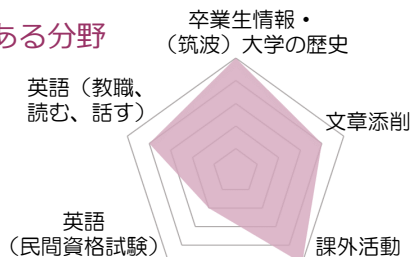 ある分野
卒業生情報・
（筑波）大学の歴史
英語（教職、
読む、話す）
文章添削
英語
（民間資格試験）
課外活動